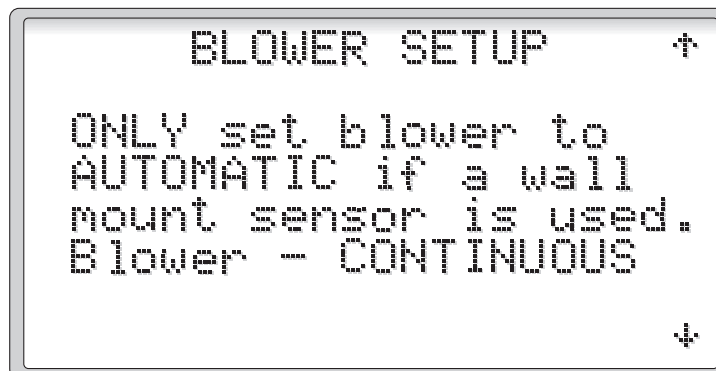 BLOWER SETUP ↑
ONLY set blower to
AUTOMATIC if a wall
mount sensor is used.
Blower - CONTINUOUS
↓